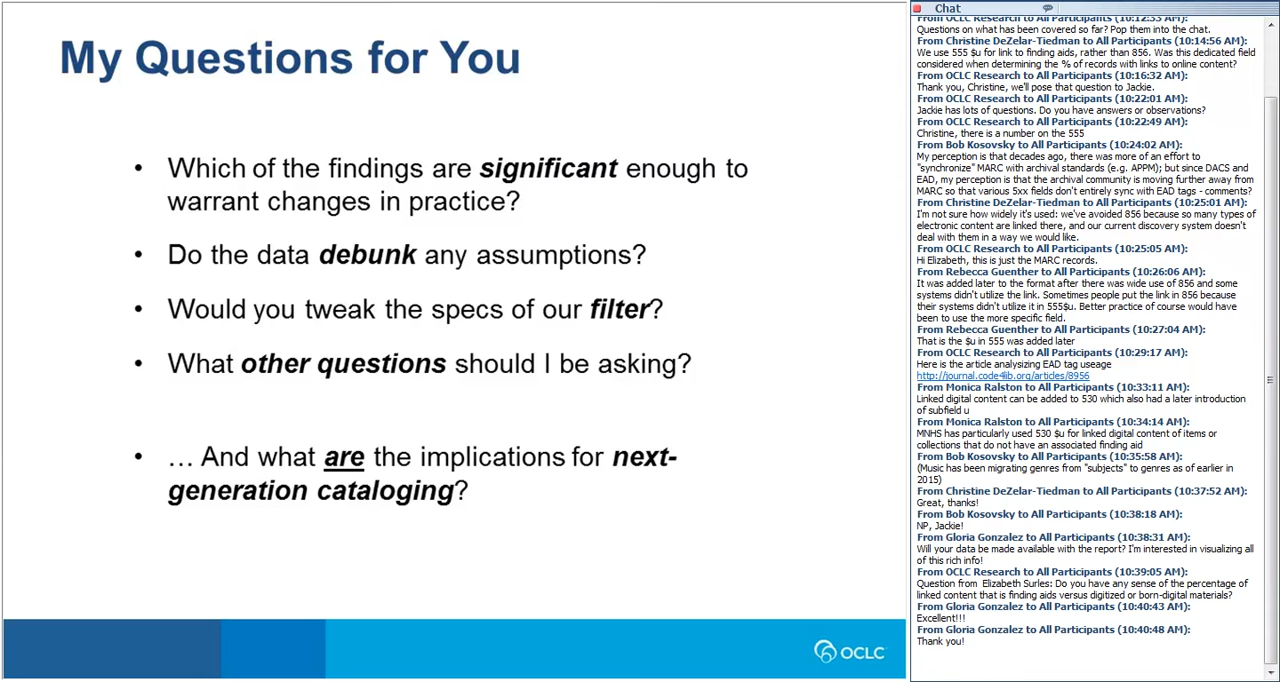 My Questions for You
• Which of the findings are significant enough to
warrant changes in practice?
• Do the data debunk any assumptions?
• Would you tweak the specs of our filter?
• What other questions should I be asking?
• … And what are the implications for next-
generation cataloging?
OCLC
Chat
From OCLC Research to All Participants (10:12:33 AM):
Questions on what has been covered so far? Pop them into the chat.
From Christine DeZelar-Tiedman to All Participants (10:14:56 AM):
We use 555 $u for link to finding aids, rather than 856. Was this dedicated field
considered when determining the % of records with links to online content?
From OCLC Research to All Participants (10:16:32 AM):
Thank you, Christine, we'll pose that question to Jackie.
From OCLC Research to All Participants (10:22:01 AM):
Jackie has lots of questions. Do you have answers or observations?
From OCLC Research to All Participants (10:22:49 AM):
Christine, there is a number on the 555
From Bob Kosovsky to All Participants (10:24:02 AM):
My perception is that decades ago, there was more of an effort to
"synchronize" MARC with archival standards (e.g. APPM); but since DACS and
EAD, my perception is that the archival community is moving further away from
MARC so that various 5xx fields don't entirely sync with EAD tags - comments?
From Christine DeZelar-Tiedman to All Participants (10:25:01 AM):
I'm not sure how widely it's used: we've avoided 856 because so many types of
electronic content are linked there, and our current discovery system doesn't
deal with them in a way we would like.
From OCLC Research to All Participants (10:25:05 AM):
Hi Elizabeth, this is just the MARC records.
From Rebecca Guenther to All Participants (10:26:06 AM):
It was added later to the format after there was wide use of 856 and some
systems didn't utilize the link. Sometimes people put the link in 856 because
their systems didn't utilize it in 555$u. Better practice of course would have
been to use the more specific field.
From Rebecca Guenther to All Participants (10:27:04 AM):
That is the $u in 555 was added later
From OCLC Research to All Participants (10:29:17 AM):
Here is the article analysizing EAD tag useage
http://journal.code4lib.org/articles/8956
From Monica Ralston to All Participants (10:33:11 AM):
Linked digital content can be added to 530 which also had a later introduction
of subfield u
From Monica Ralston to All Participants (10:34:14 AM):
MNHS has particularly used 530 $u for linked digital content of items or
collections that do not have an associated finding aid
From Bob Kosovsky to All Participants (10:35:58 AM):
(Music has been migrating genres from "subjects" to genres as of earlier in
2015)
From Christine DeZelar-Tiedman to All Participants (10:37:52 AM):
Great, thanks!
From Bob Kosovsky to All Participants (10:38:18 AM):
NP, Jackie!
From Gloria Gonzalez to All Participants (10:38:31 AM):
Will your data be made available with the report? I'm interested in visualizing all
of this rich info!
From OCLC Research to All Participants (10:39:05 AM):
Question from  Elizabeth Surles: Do you have any sense of the percentage of
linked content that is finding aids versus digitized or born-digital materials?
From Gloria Gonzalez to All Participants (10:40:43 AM):
Excellent!!!
From Gloria Gonzalez to All Participants (10:40:48 AM):
Thank you!